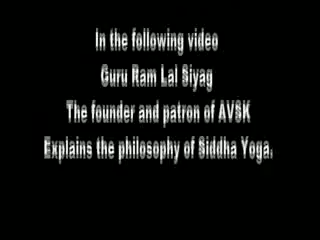 In the following video
Guru Ram Lal Siyag
The founder and patron of AVSK
Explains the philosophy of Siddha Yoga.